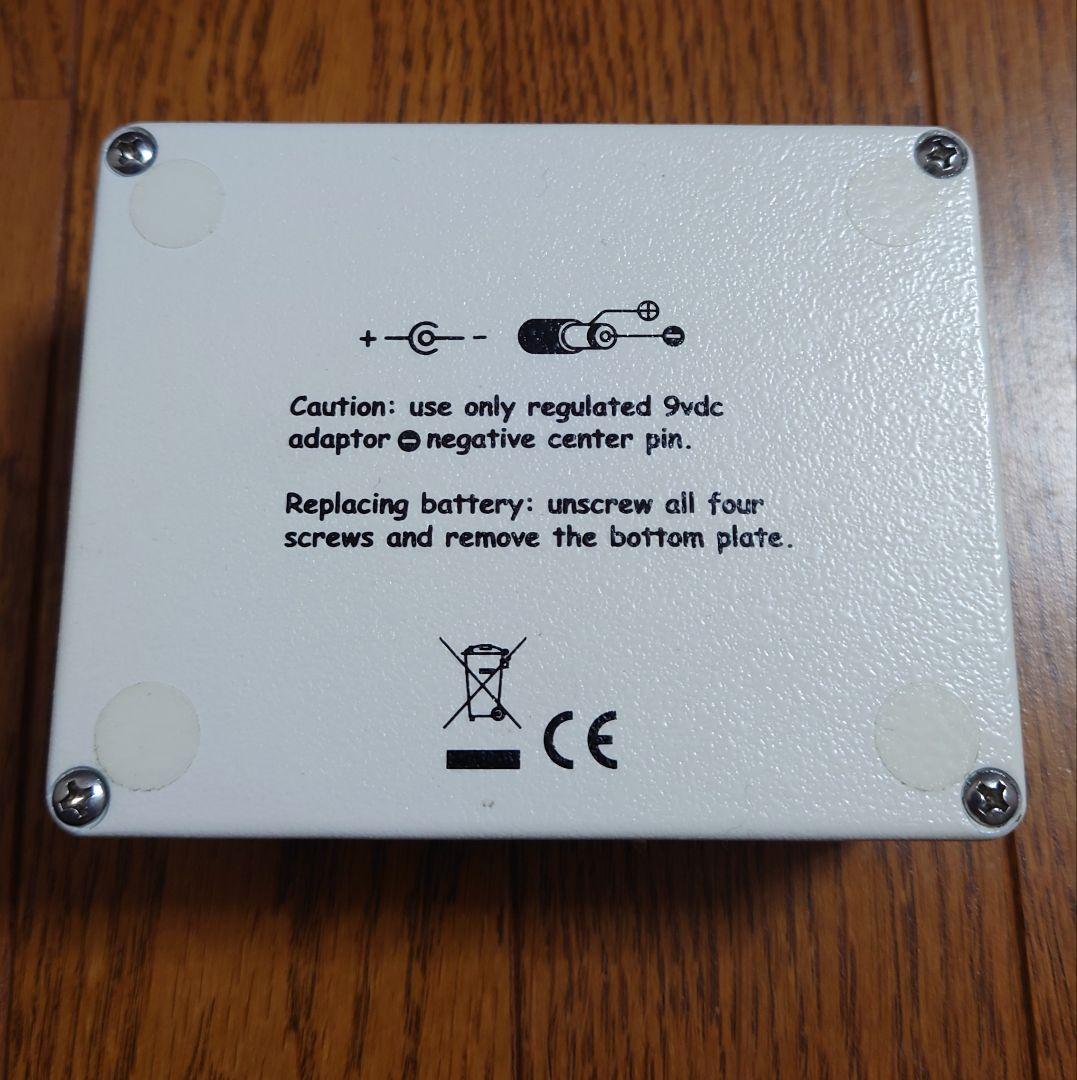 + -
Caution: use only regulated 9vdc
adaptor ⊖ negative center pin.
Replacing battery: unscrew all four
screws and remove the bottom plate.
CE